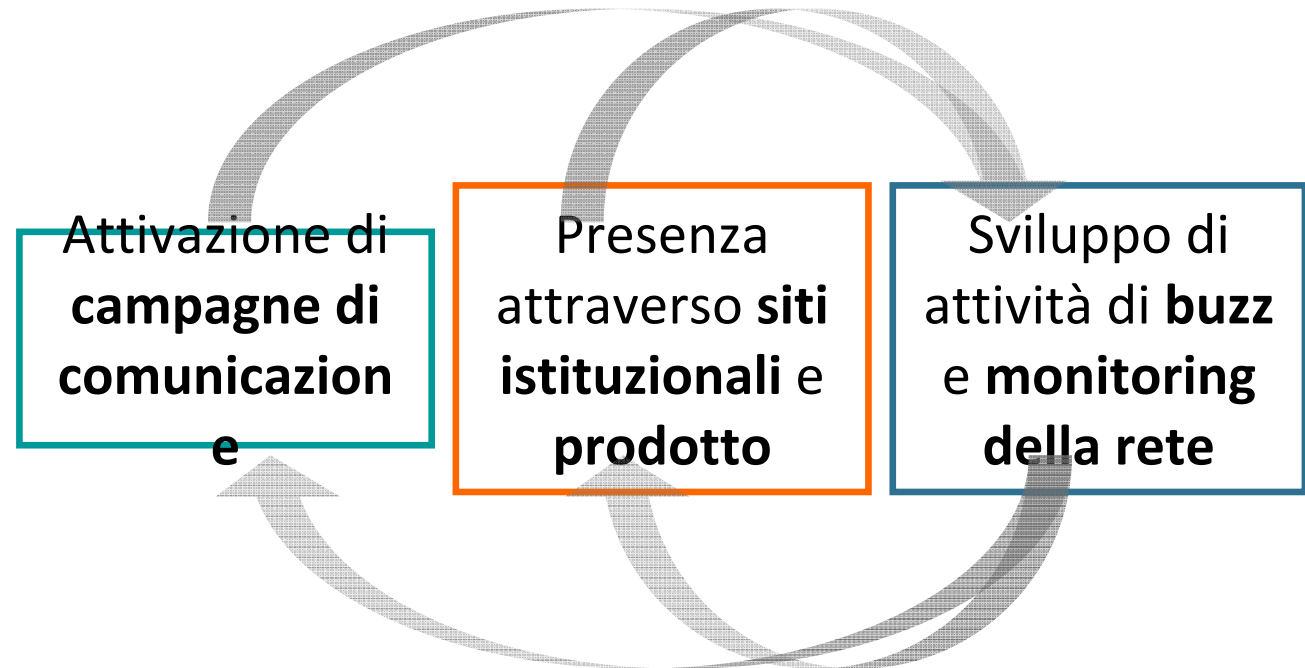 Attivazione di
campagne di
comunicazion
e
Presenza
attraverso siti
istituzionali e
prodotto
Sviluppo di
attività di buzz
e monitoring
della rete